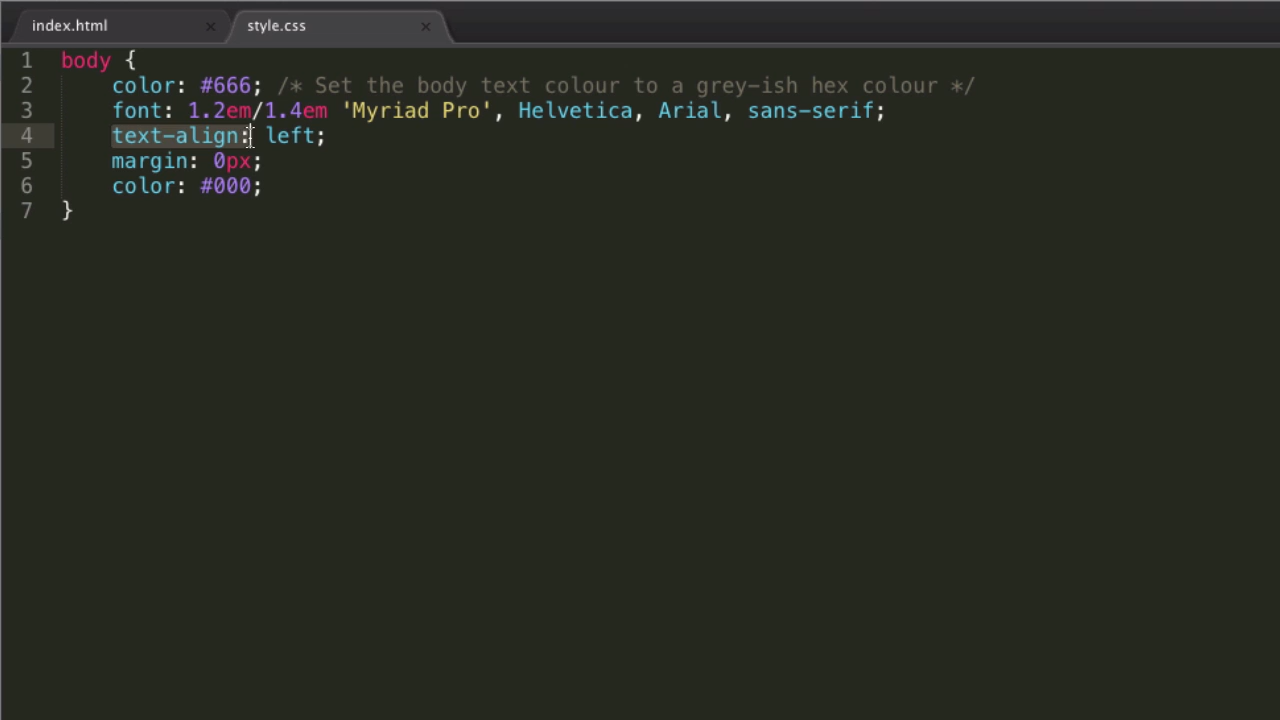 index.html × style.css ×
1 body {
2 color: #666; /* Set the body text colour to a grey-ish hex colour */
3 font: 1.2em/1.4em 'Myriad Pro', Helvetica, Arial, sans-serif;
4 text-align: left;
5 margin: 0px;
6 color: #000;
7 }